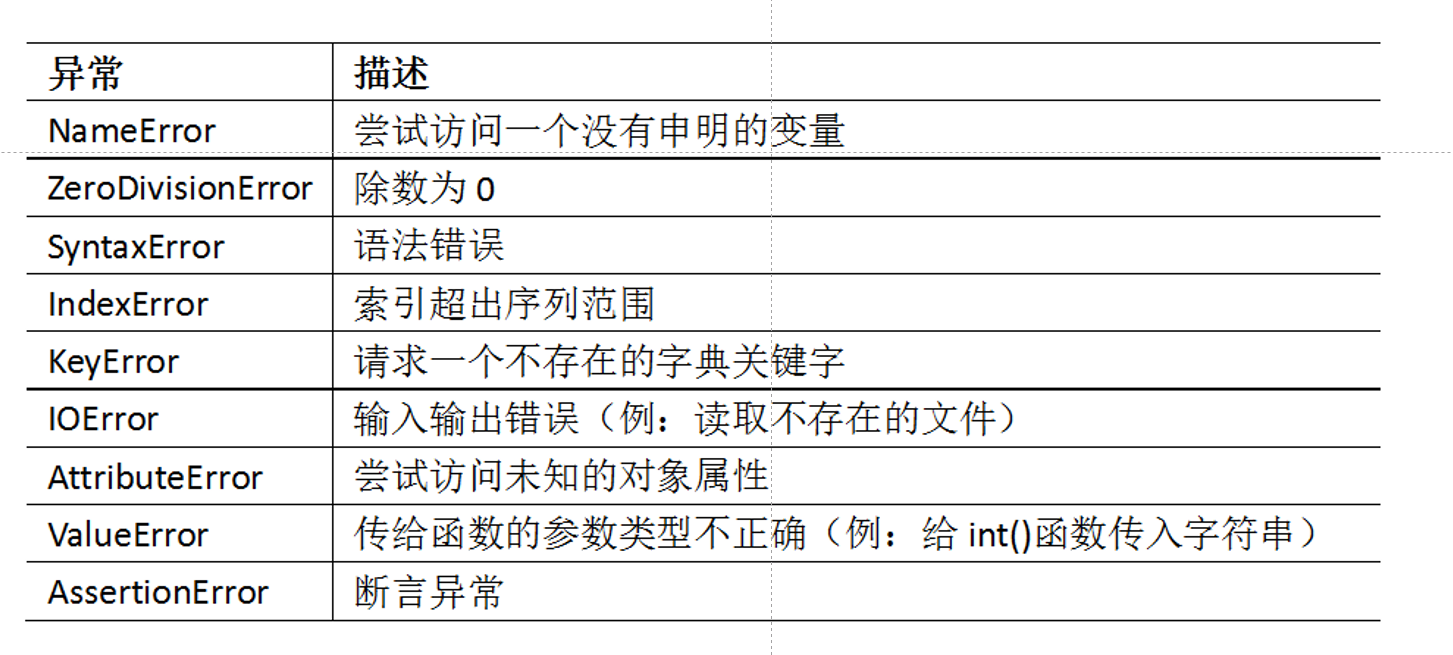 异常 描述
NameError 尝试访问一个没有申明的变量
ZeroDivisionError 除数为 0
SyntaxError 语法错误
IndexError 索引超出序列范围
KeyError 请求一个不存在的字典关键字
IOError 输入输出错误（例：读取不存在的文件）
AttributeError 尝试访问未知的对象属性
ValueError 传给函数的参数类型不正确（例：给 int()函数传入字符串）
AssertionError 断言异常